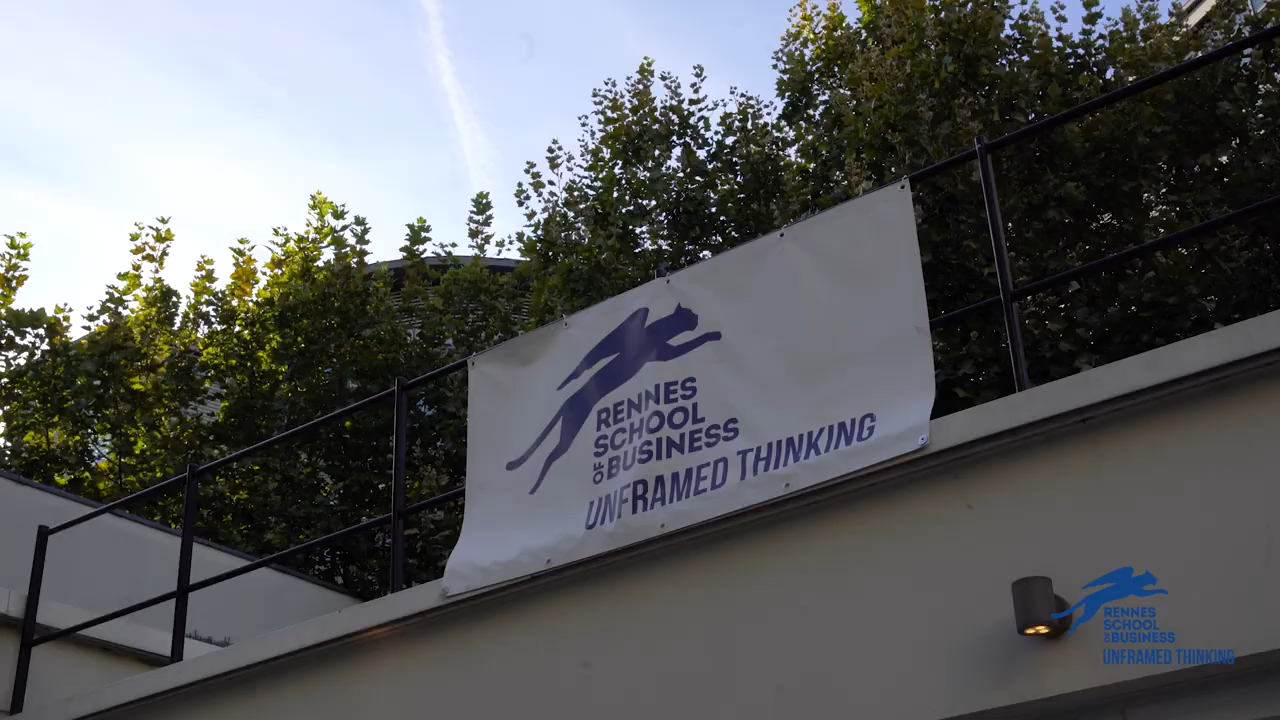 RENNES
SCHOOL
OF BUSINESS
UNFRAMED THINKING
RENNES
SCHOOL
OF BUSINESS
UNFRAMED THINKING